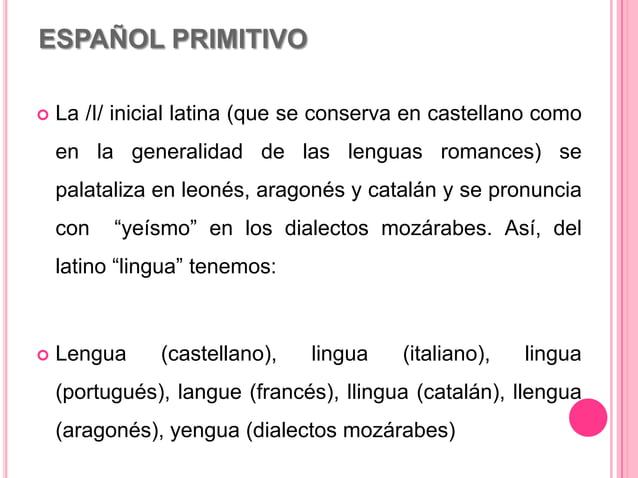 ESPAÑOL PRIMITIVO
La /I/ inicial latina (que se conserva en castellano como
en la generalidad de las lenguas romances) se
palataliza en leonés, aragonés y catalán y se pronuncia
con “yeísmo” en los dialectos mozárabes. Así, del
latino “lingua” tenemos:
Lengua (castellano), lingua (italiano), lingua
(portugués), langue (francés), llingua (catalán), llengua
(aragonés), yengua (dialectos mozárabes)